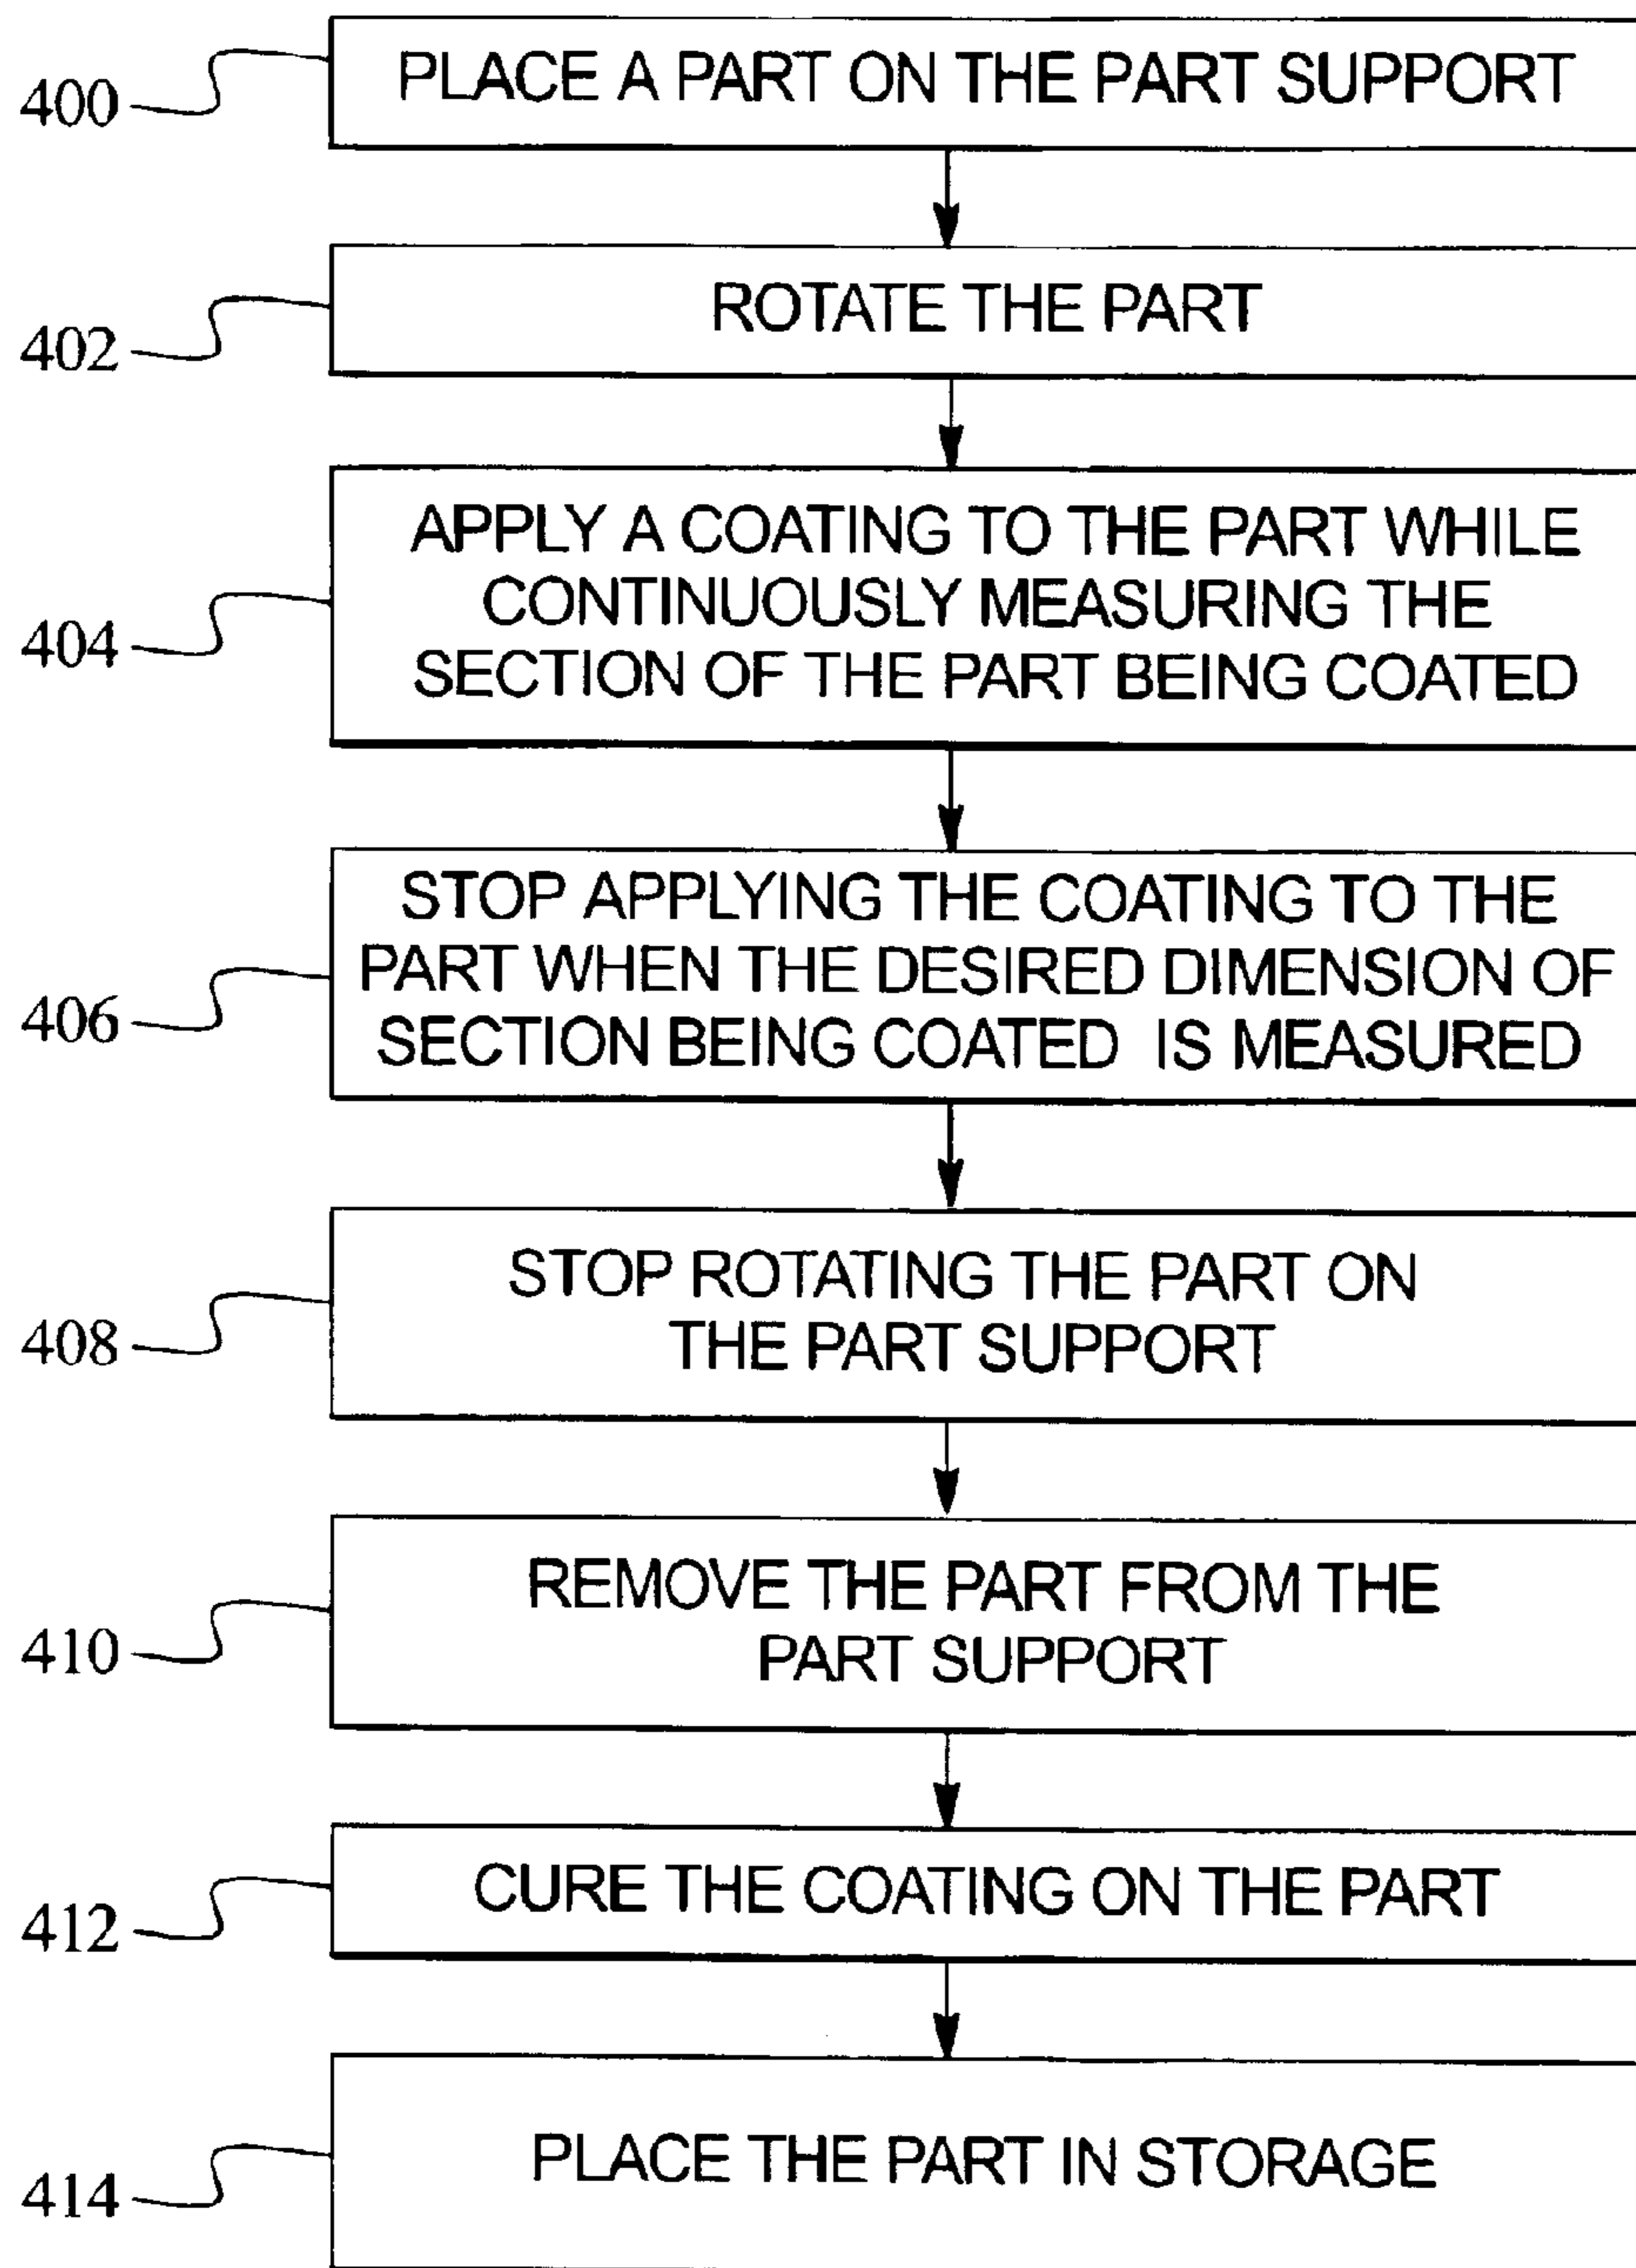 400
PLACE A PART ON THE PART SUPPORT
402
ROTATE THE PART
404
APPLY A COATING TO THE PART WHILE
CONTINUOUSLY MEASURING THE
SECTION OF THE PART BEING COATED
406
STOP APPLYING THE COATING TO THE
PART WHEN THE DESIRED DIMENSION OF
SECTION BEING COATED IS MEASURED
408
STOP ROTATING THE PART ON
THE PART SUPPORT
410
REMOVE THE PART FROM THE
PART SUPPORT
412
CURE THE COATING ON THE PART
414
PLACE THE PART IN STORAGE